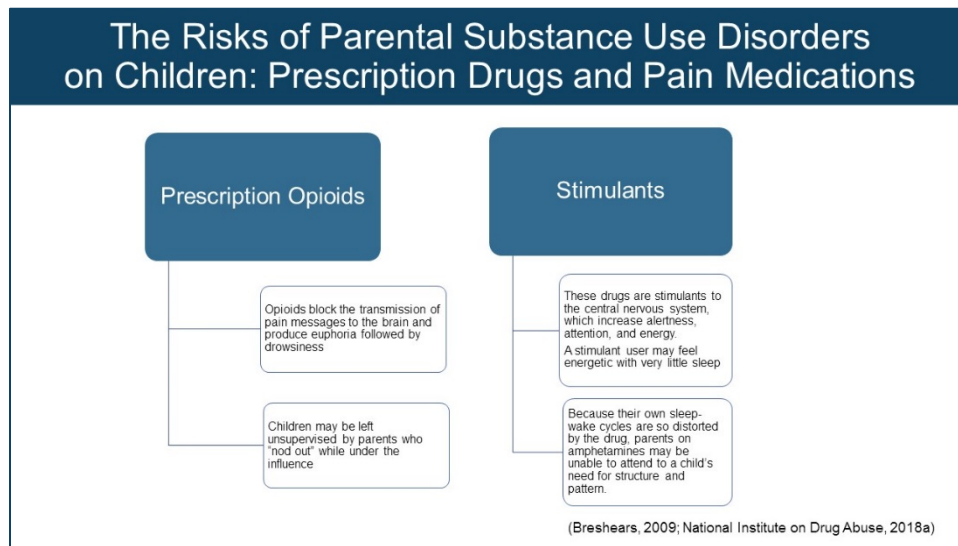 The Risks of Parental Substance Use Disorders
on Children: Prescription Drugs and Pain Medications
Prescription Opioids
Opioids block the transmission of
pain messages to the brain and
produce euphoria followed by
drowsiness
Children may be left
unsupervised by parents who
“nod out” while under the
influence
Stimulants
These drugs are stimulants to
the central nervous system,
which increase alertness,
attention, and energy.
A stimulant user may feel
energetic with very little sleep
Because their own sleep-
wake cycles are so distorted
by the drug, parents on
amphetamines may be
unable to attend to a child’s
need for structure and
pattern.
(Breshears, 2009; National Institute on Drug Abuse, 2018a)